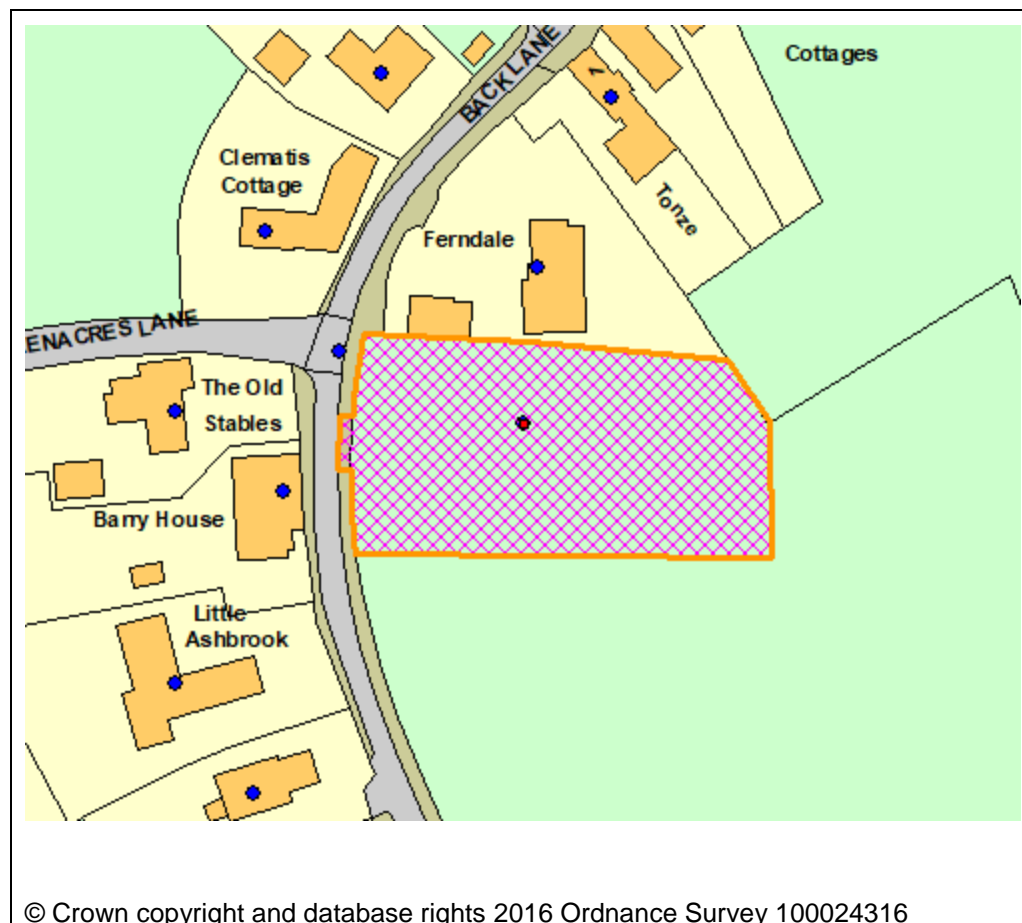 Cottages
BACK LANE
1
Clematis
Cottage
Tonze
Ferndale
ENACRES LANE
The Old
Stables
Barry House
Little
Ashbrook
© Crown copyright and database rights 2016 Ordnance Survey 100024316